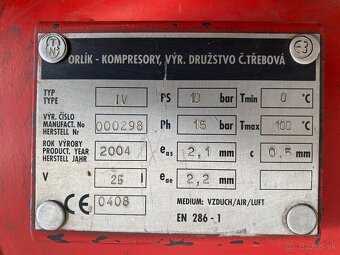 ORLÍK - KOMPRESORY, VÝR. DRUŽSTVO Č.TŘEBOVÁ
TYP
TYPE
IV
PS 10 bar
Tmin 0 °C
VÝR. ČÍSLO
MANUFACT. No
HERSTELL Nr
000298
Ph 15 bar
Tmax 100 °C
ROK VÝROBY
PRODUCT. YEAR
HERSTELL JAHR
2004
eas 2,1 mm
c 0,5 mm
V 25 l
eae 2,2 mm
CE 0408
MEDIUM: VZDUCH/AIR/LUFT
EN 286 - 1